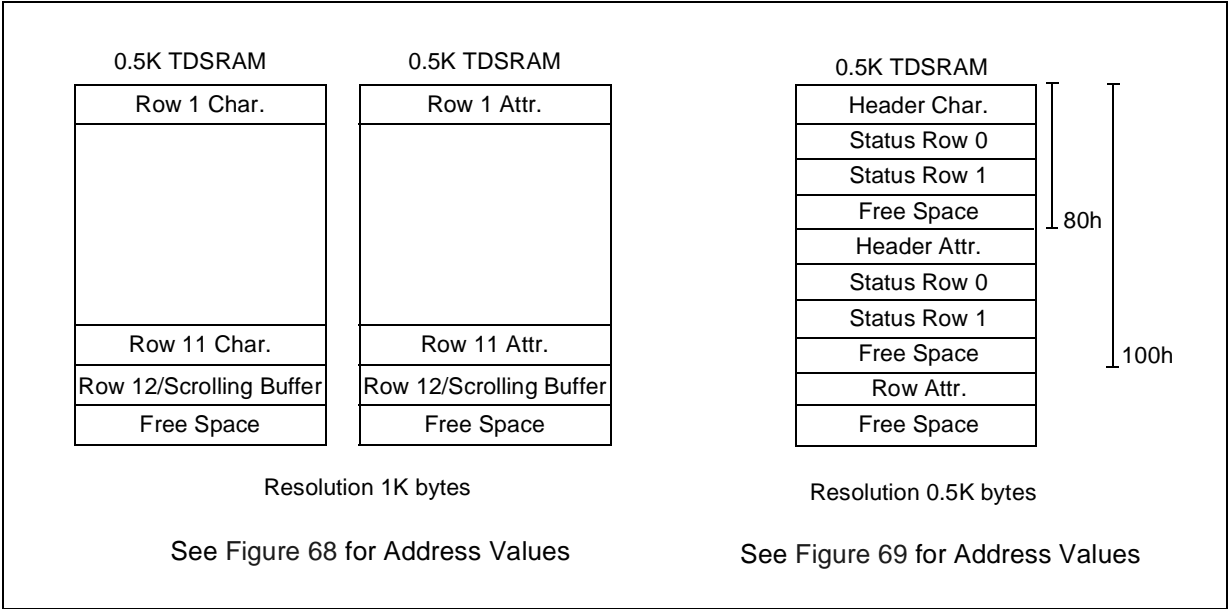 0.5K TDSRAM
Row 1 Char.
Row 11 Char.
Row 12/Scrolling Buffer
Free Space
0.5K TDSRAM
Row 1 Attr.
Row 11 Attr.
Row 12/Scrolling Buffer
Free Space
Resolution 1K bytes
See Figure 68 for Address Values
0.5K TDSRAM
Header Char.
Status Row 0
Status Row 1
Free Space
Header Attr.
Status Row 0
Status Row 1
Free Space
Row Attr.
Free Space
80h
100h
Resolution 0.5K bytes
See Figure 69 for Address Values